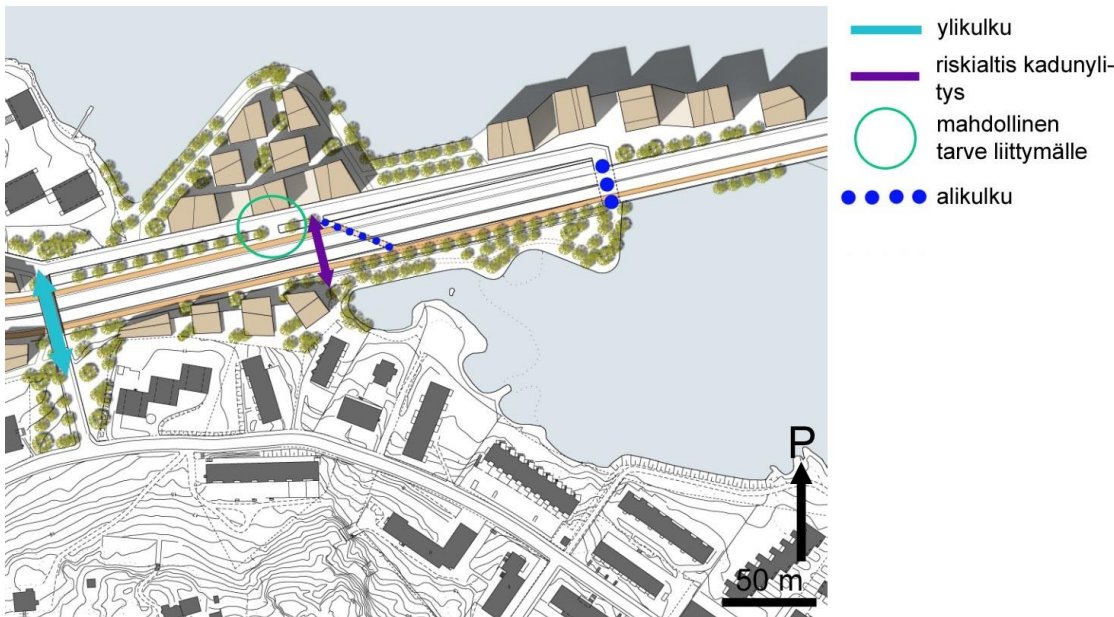 ylikulku
riskialtis kadunyli-
tys
mahdollinen
tarve liittymälle
alikulku
P
50 m